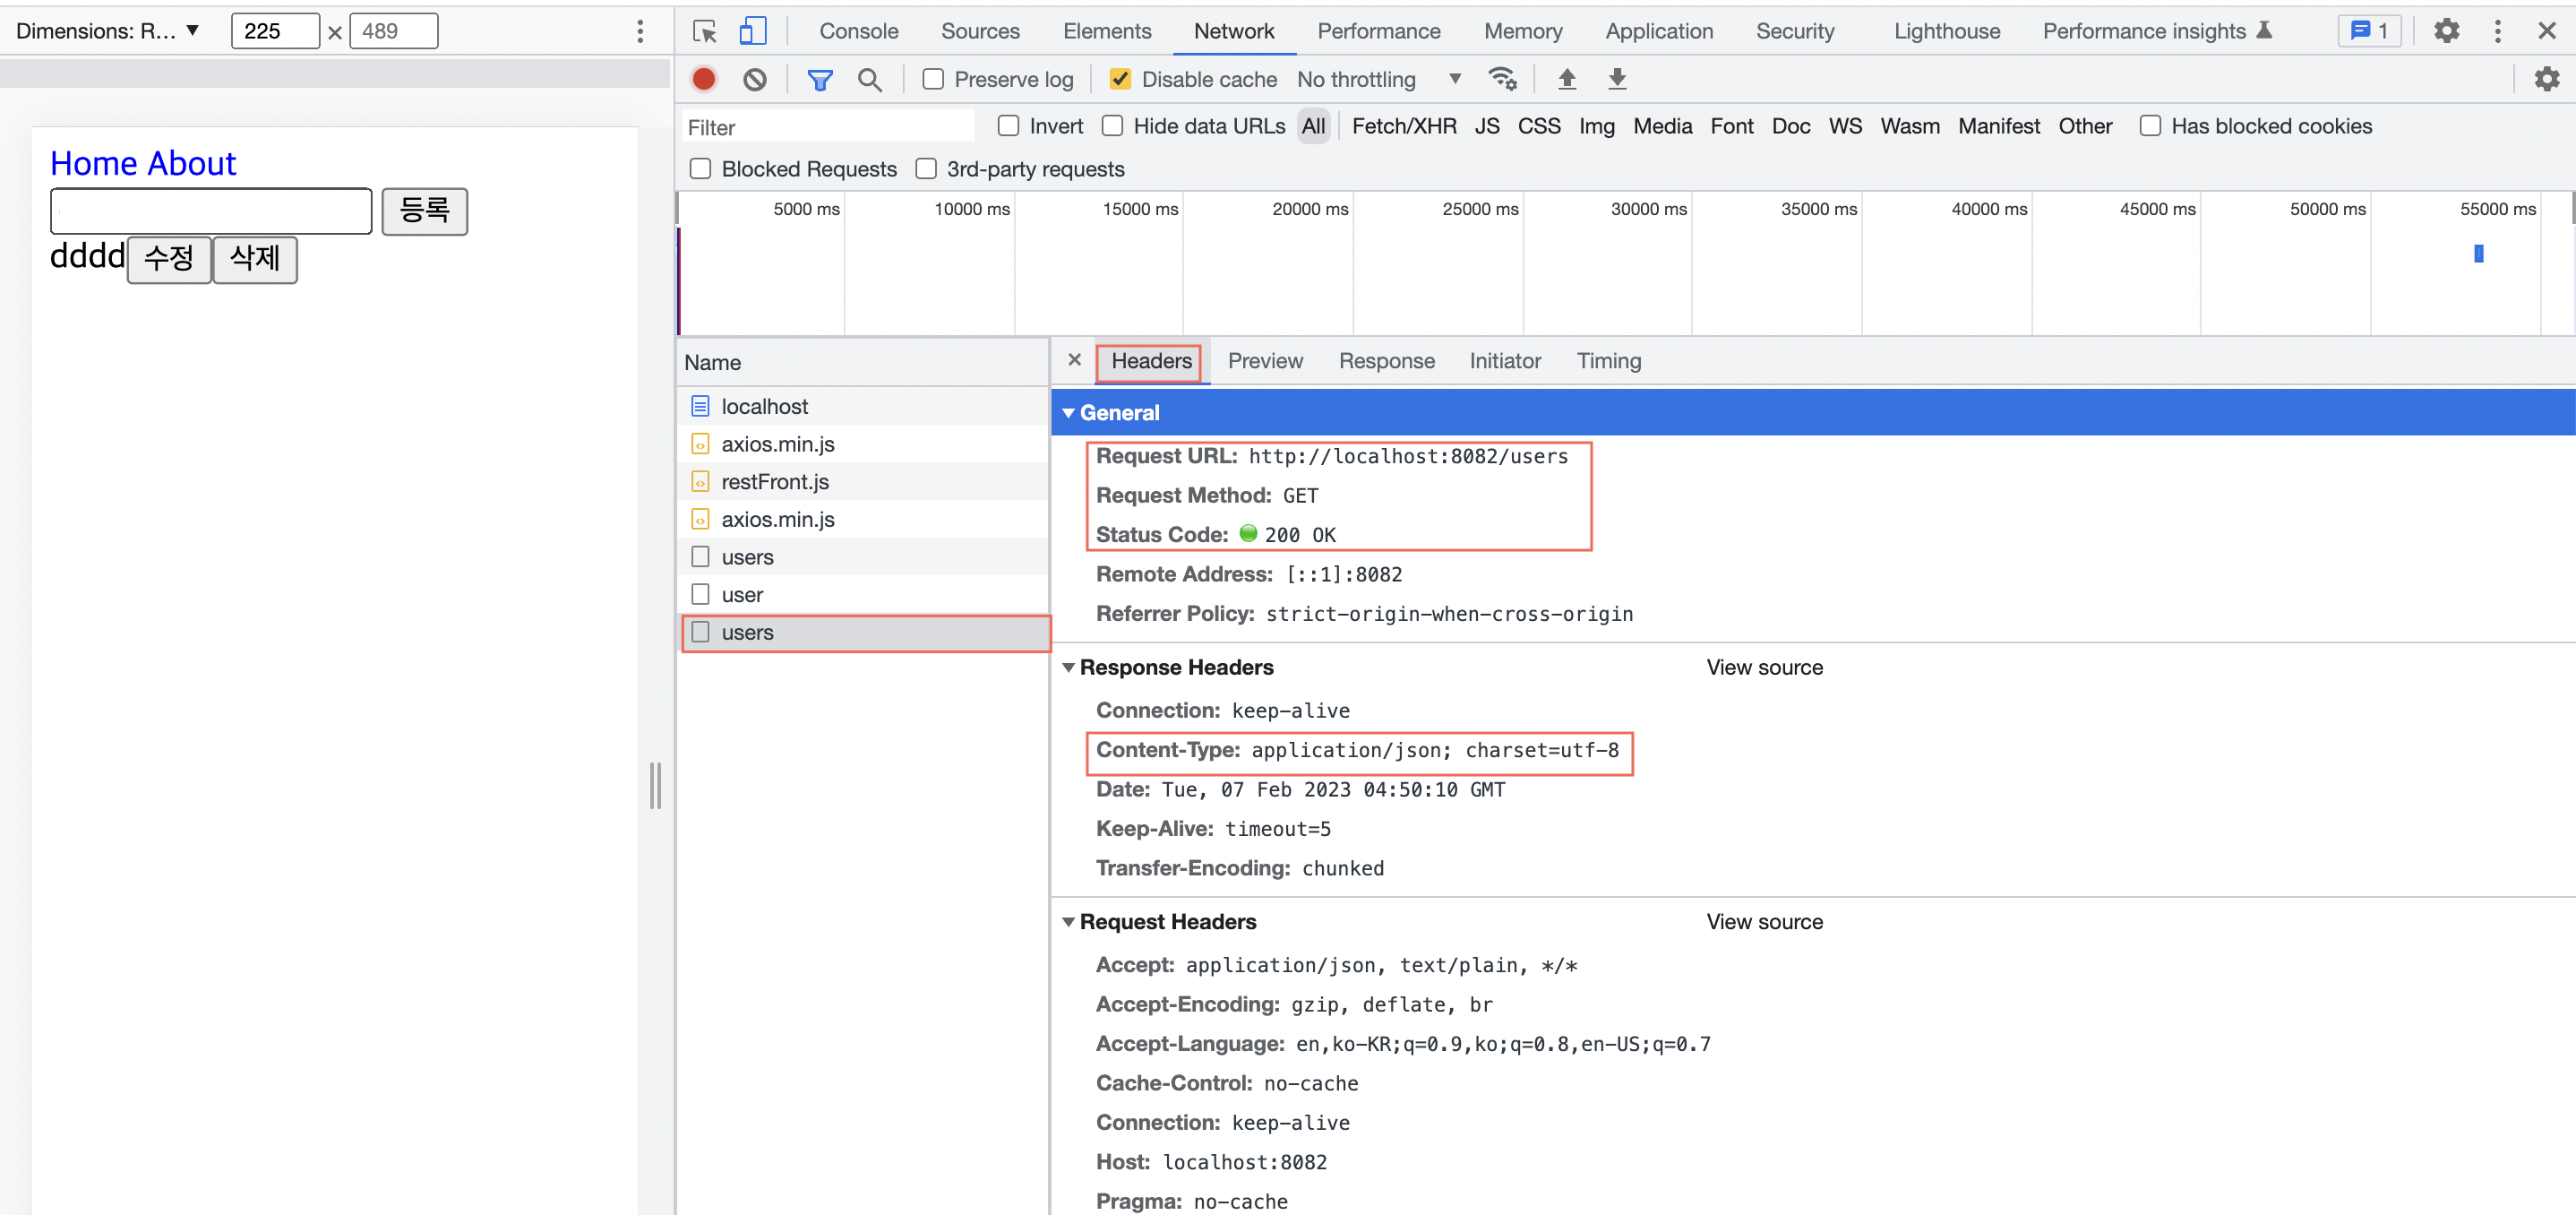 Dimensions: R... ▼ 225 × 489
Console Sources Elements Network Performance Memory Application Security Lighthouse Performance insights 1
Preserve log Disable cache No throttling ▼
Filter Invert Hide data URLs All Fetch/XHR JS CSS Img Media Font Doc WS Wasm Manifest Other Has blocked cookies
Blocked Requests 3rd-party requests
5000 ms 10000 ms 15000 ms 20000 ms 25000 ms 30000 ms 35000 ms 40000 ms 45000 ms 50000 ms 55000 ms
Home About
등록
dddd 수정 삭제
Name
localhost
axios.min.js
restFront.js
axios.min.js
users
user
users
× Headers Preview Response Initiator Timing
▼ General
Request URL: http://localhost:8082/users
Request Method: GET
Status Code: 200 OK
Remote Address: [::1]:8082
Referrer Policy: strict-origin-when-cross-origin
▼ Response Headers View source
Connection: keep-alive
Content-Type: application/json; charset=utf-8
Date: Tue, 07 Feb 2023 04:50:10 GMT
Keep-Alive: timeout=5
Transfer-Encoding: chunked
▼ Request Headers View source
Accept: application/json, text/plain, */*
Accept-Encoding: gzip, deflate, br
Accept-Language: en,ko-KR;q=0.9,ko;q=0.8,en-US;q=0.7
Cache-Control: no-cache
Connection: keep-alive
Host: localhost:8082
Pragma: no-cache